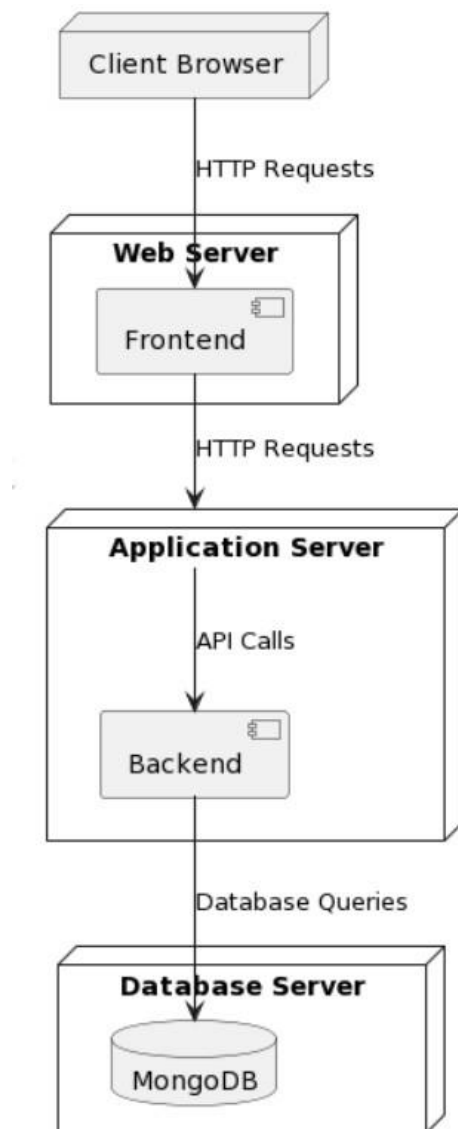 Client Browser
HTTP Requests
Web Server
Frontend
HTTP Requests
Application Server
API Calls
Backend
Database Queries
Database Server
MongoDB